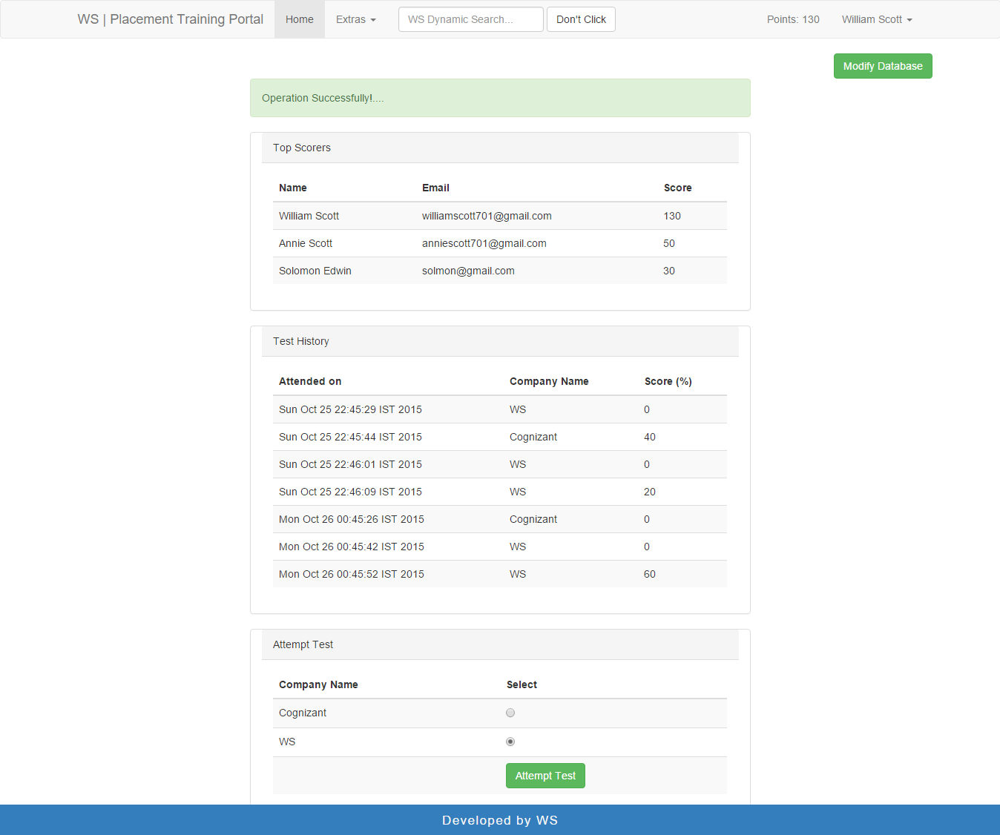 WS | Placement Training Portal Home Extras WS Dynamic Search... Don't Click Points: 130 William Scott
Modify Database
Operation Successfully!....
Top Scorers
Name Email Score
William Scott williamscott701@gmail.com 130
Annie Scott anniescott701@gmail.com 50
Solomon Edwin solmon@gmail.com 30
Test History
Attended on Company Name Score (%)
Sun Oct 25 22:45:29 IST 2015 WS 0
Sun Oct 25 22:45:44 IST 2015 Cognizant 40
Sun Oct 25 22:46:01 IST 2015 WS 0
Sun Oct 25 22:46:09 IST 2015 WS 20
Mon Oct 26 00:45:26 IST 2015 Cognizant 0
Mon Oct 26 00:45:42 IST 2015 WS 0
Mon Oct 26 00:45:52 IST 2015 WS 60
Attempt Test
Company Name Select
Cognizant
WS
Attempt Test
Developed by WS